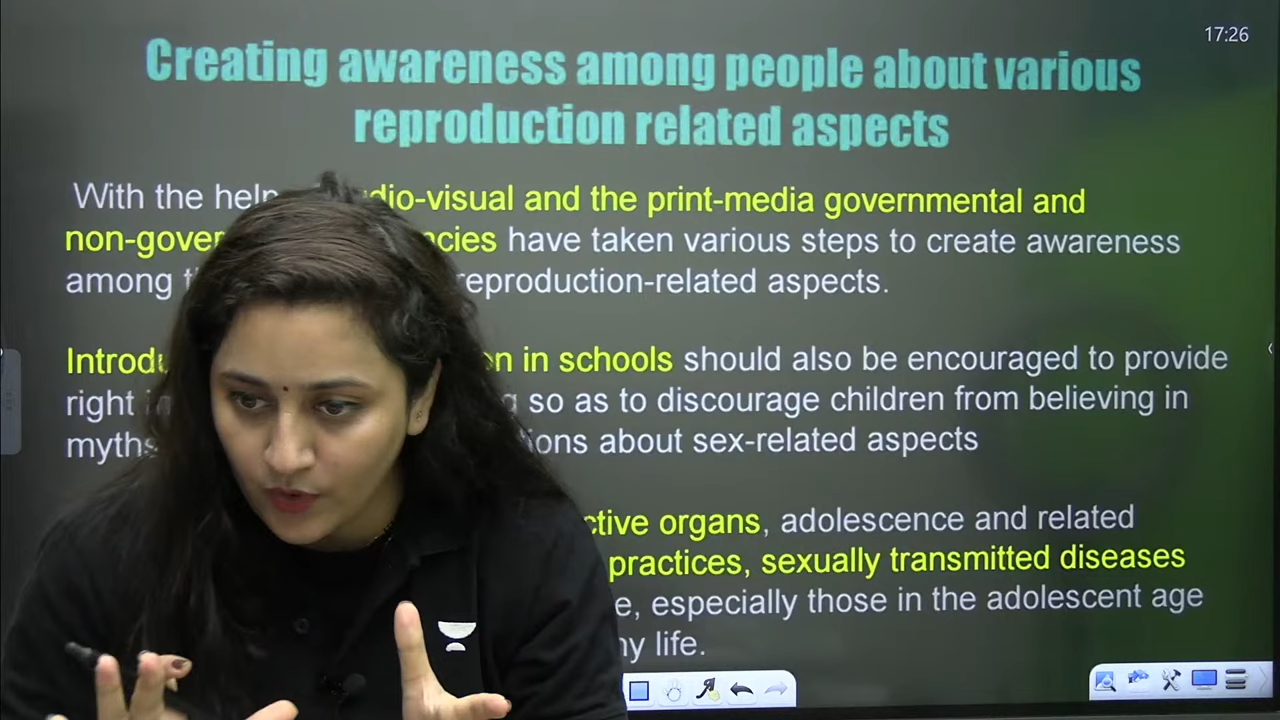 17:26
Creating awareness among people about various
reproduction related aspects
With the help dio-visual and the print-media governmental and
non-gover ncies have taken various steps to create awareness
among t reproduction-related aspects.
Introdu on in schools should also be encouraged to provide
right so as to discourage children from believing in
myths ions about sex-related aspects
ctive organs, adolescence and related
practices, sexually transmitted diseases
e, especially those in the adolescent age
hy life.